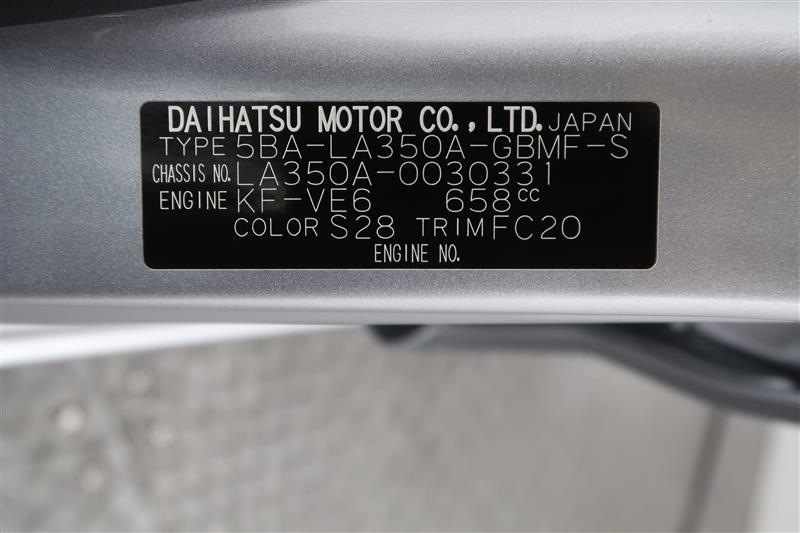 DAIHATSU MOTOR CO.,LTD. JAPAN
TYPE 5BA-LA350A-GBMF-S
CHASSIS NO. LA350A-0030331
ENGINE KF-VE6 658cc
COLOR S28 TRIM FC20
ENGINE NO.